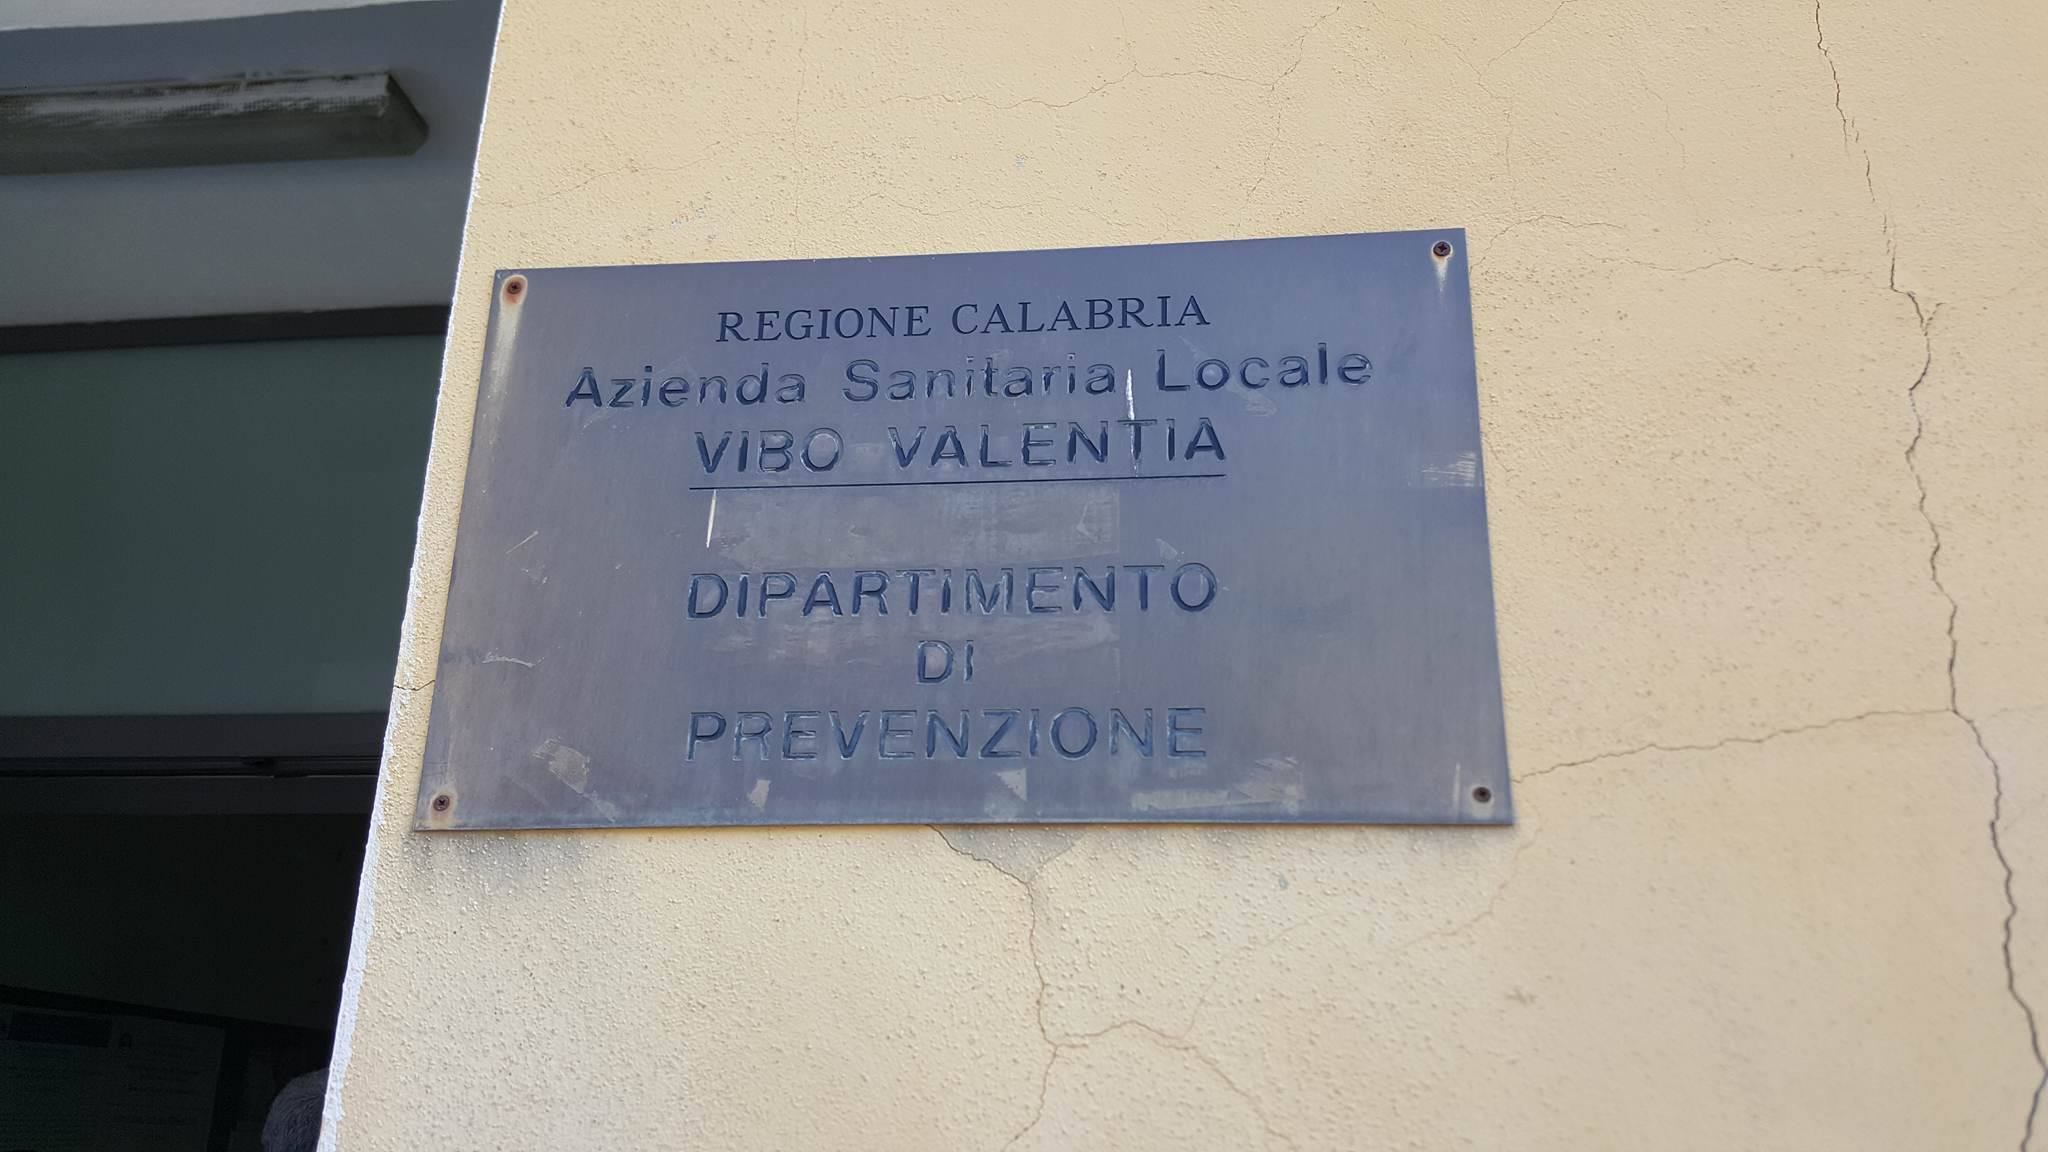 REGIONE CALABRIA
Azienda Sanitaria Locale
VIBO VALENTIA
DIPARTIMENTO
DI
PREVENZIONE